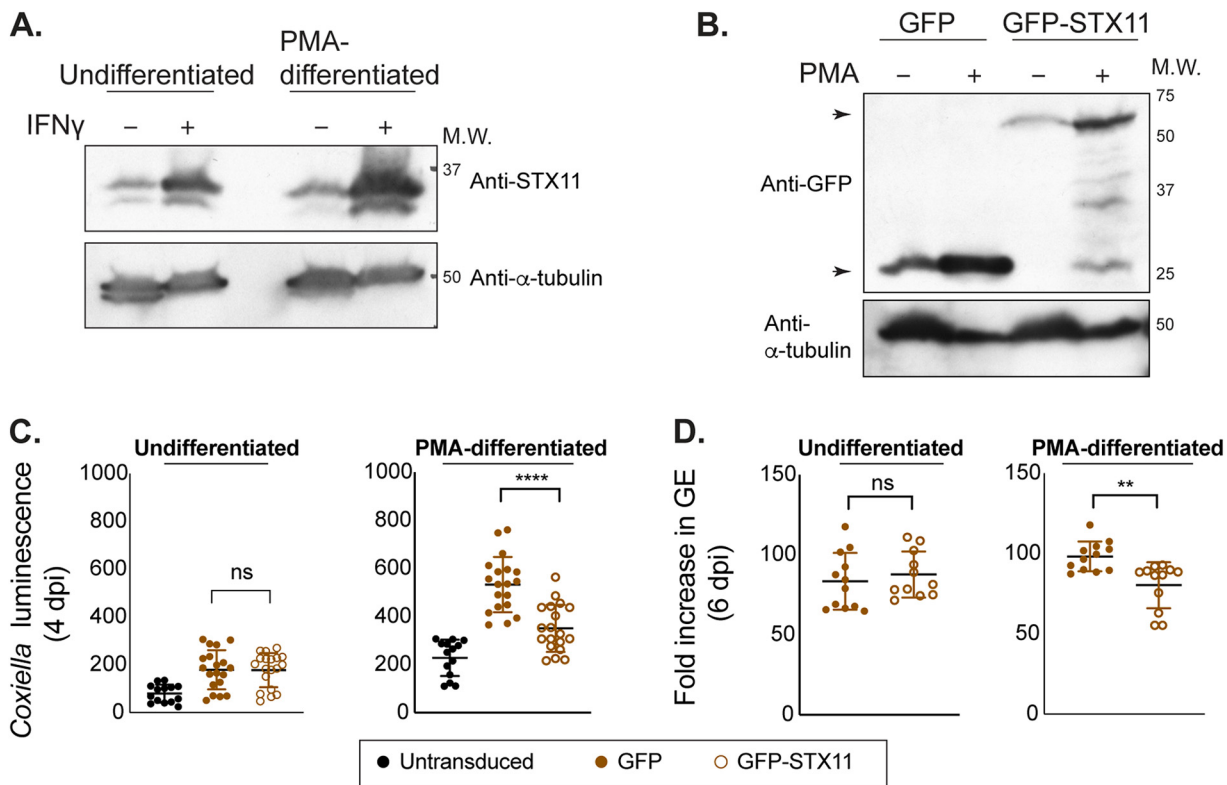 A.
Undifferentiated
PMA-
differentiated
IFNγ
– + – +
M.W.
37
Anti-STX11
50
Anti-α-tubulin
B.
GFP GFP-STX11
PMA – + – + M.W.
75
50
Anti-GFP
37
25
Anti-
α-tubulin
50
C.
Coxiella luminescence
(4 dpi)
Undifferentiated
1000
800
600
400
200
0
ns
PMA-differentiated
1000
800
600
400
200
0
****
D.
Fold increase in GE
(6 dpi)
Undifferentiated
150
100
50
0
ns
PMA-differentiated
150
100
50
0
**
Untransduced GFP GFP-STX11